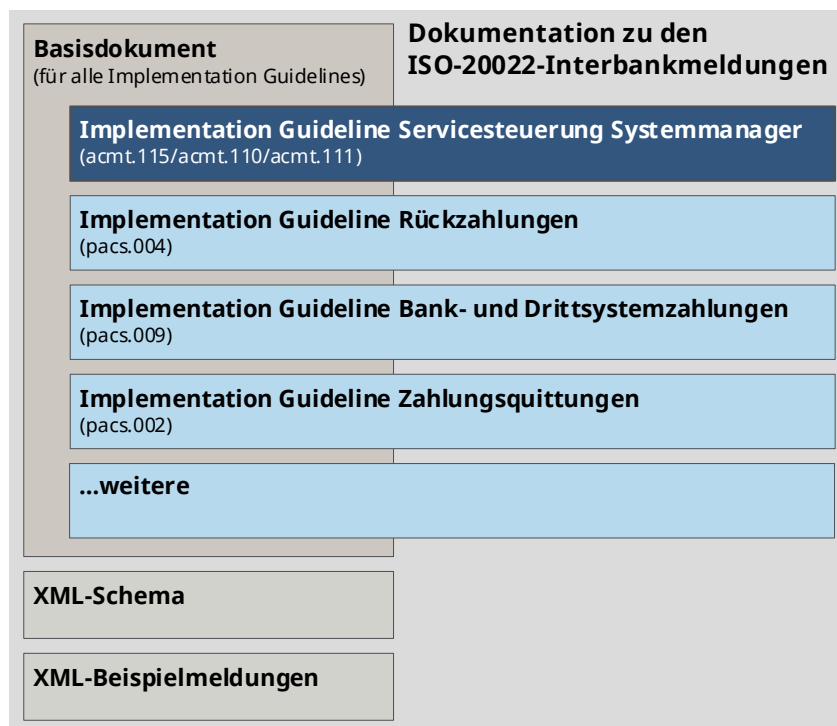 Basisdokument
(für alle Implementation Guidelines)
Dokumentation zu den
ISO-20022-Interbankmeldungen
Implementation Guideline Servicesteuerung Systemmanager
(acmt.115/acmt.110/acmt.111)
Implementation Guideline Rückzahlungen
(pacs.004)
Implementation Guideline Bank- und Drittsystemzahlungen
(pacs.009)
Implementation Guideline Zahlungsquittungen
(pacs.002)
...weitere
XML-Schema
XML-Beispielmeldungen